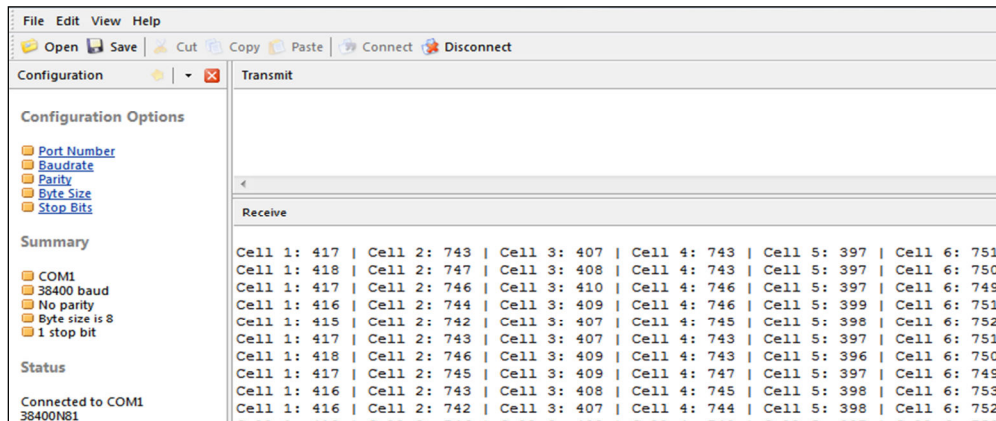 File Edit View Help
Open Save Cut Copy Paste Connect Disconnect
Configuration
Transmit
Configuration Options
Port Number
Baudrate
Parity
Byte Size
Stop Bits
Summary
COM1
38400 baud
No parity
Byte size is 8
1 stop bit
Status
Connected to COM1
38400N81
Receive
Cell 1: 417 | Cell 2: 743 | Cell 3: 407 | Cell 4: 743 | Cell 5: 397 | Cell 6: 751
Cell 1: 418 | Cell 2: 747 | Cell 3: 408 | Cell 4: 743 | Cell 5: 397 | Cell 6: 750
Cell 1: 417 | Cell 2: 746 | Cell 3: 410 | Cell 4: 746 | Cell 5: 397 | Cell 6: 749
Cell 1: 416 | Cell 2: 744 | Cell 3: 409 | Cell 4: 746 | Cell 5: 399 | Cell 6: 751
Cell 1: 415 | Cell 2: 742 | Cell 3: 407 | Cell 4: 745 | Cell 5: 398 | Cell 6: 752
Cell 1: 417 | Cell 2: 743 | Cell 3: 407 | Cell 4: 743 | Cell 5: 397 | Cell 6: 751
Cell 1: 418 | Cell 2: 746 | Cell 3: 409 | Cell 4: 743 | Cell 5: 396 | Cell 6: 750
Cell 1: 417 | Cell 2: 745 | Cell 3: 409 | Cell 4: 747 | Cell 5: 397 | Cell 6: 749
Cell 1: 416 | Cell 2: 743 | Cell 3: 408 | Cell 4: 745 | Cell 5: 398 | Cell 6: 753
Cell 1: 416 | Cell 2: 742 | Cell 3: 407 | Cell 4: 744 | Cell 5: 398 | Cell 6: 752